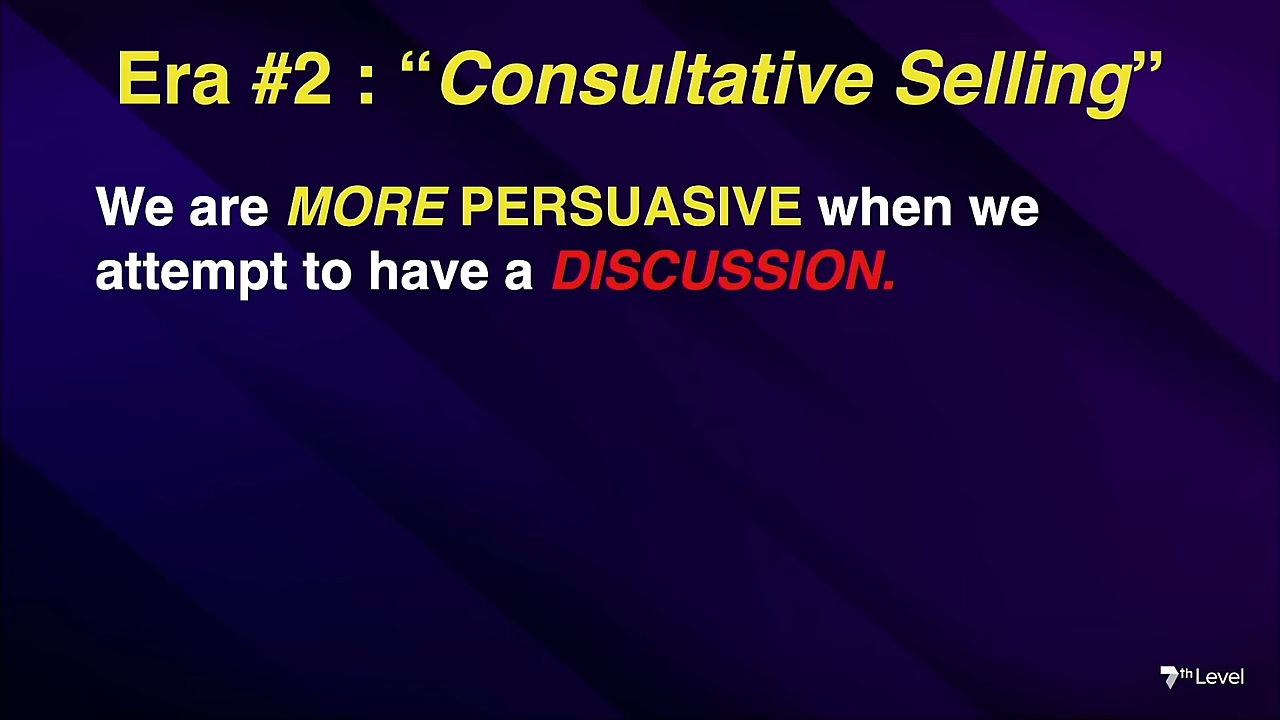 Era #2 : “Consultative Selling”
We are MORE PERSUASIVE when we
attempt to have a DISCUSSION.
7th Level